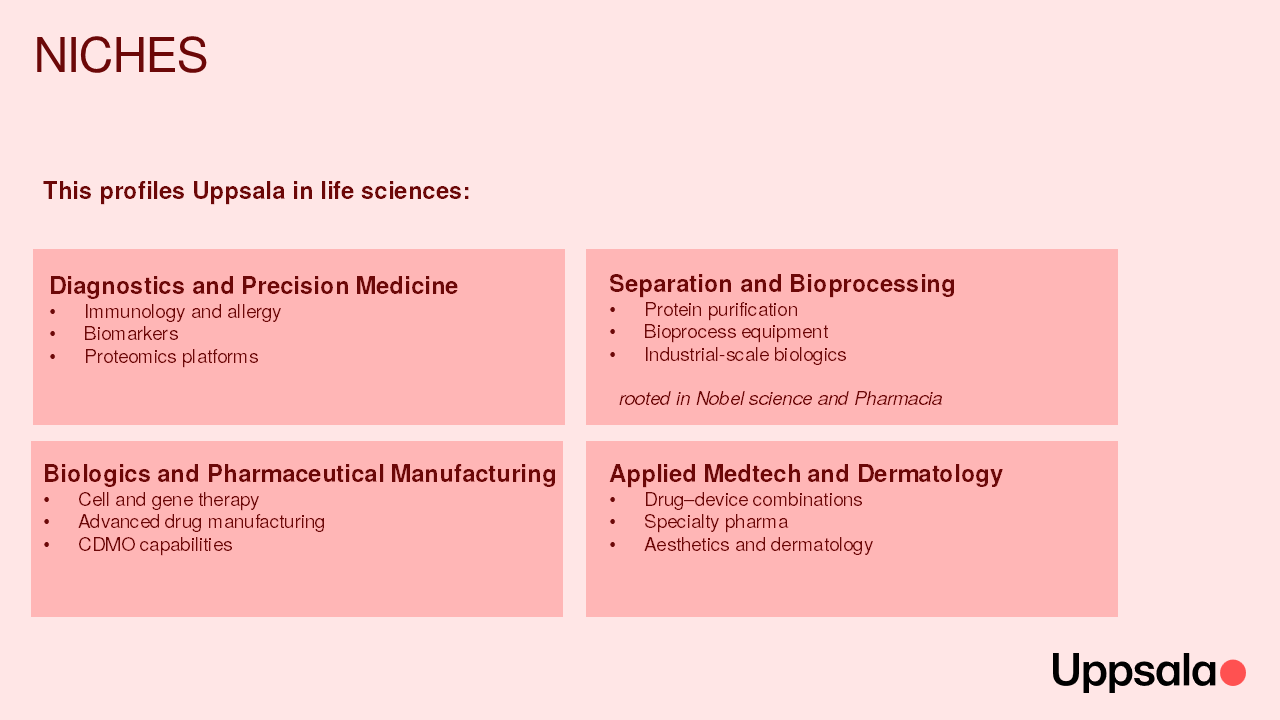 NICHES
This profiles Uppsala in life sciences:
Diagnostics and Precision Medicine
• Immunology and allergy
• Biomarkers
• Proteomics platforms
Separation and Bioprocessing
• Protein purification
• Bioprocess equipment
• Industrial-scale biologics
rooted in Nobel science and Pharmacia
Biologics and Pharmaceutical Manufacturing
• Cell and gene therapy
• Advanced drug manufacturing
• CDMO capabilities
Applied Medtech and Dermatology
• Drug–device combinations
• Specialty pharma
• Aesthetics and dermatology
Uppsala